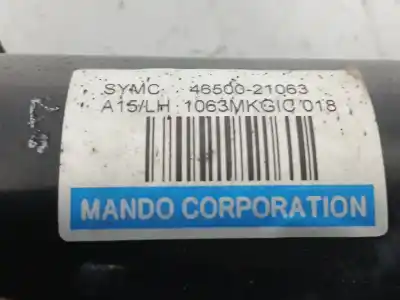 SYMC 46500-21063
A15/LH 1063MKGIC'018
MANDO CORPORATION